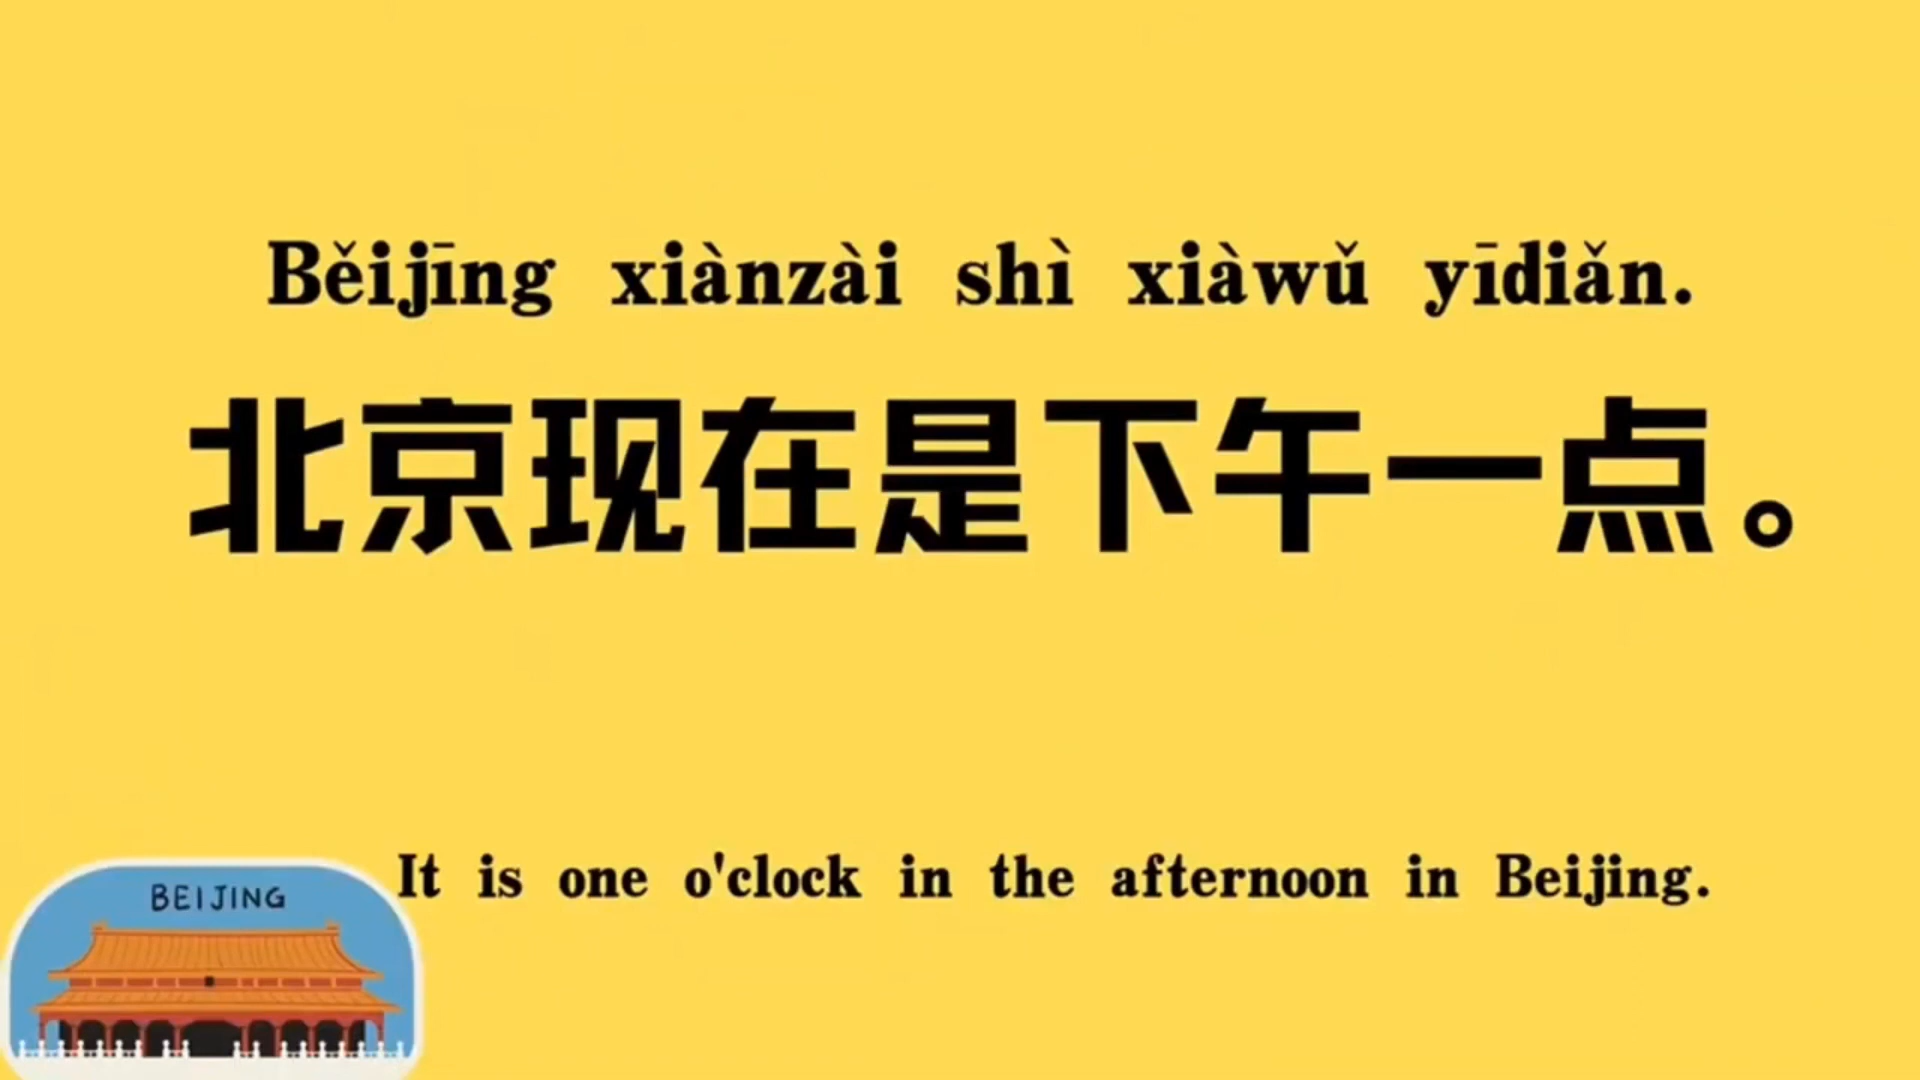 Běijīng xiànzài shì xiàwǔ yīdiǎn.
北京现在是下午一点。
It is one o'clock in the afternoon in Beijing.
BEIJING